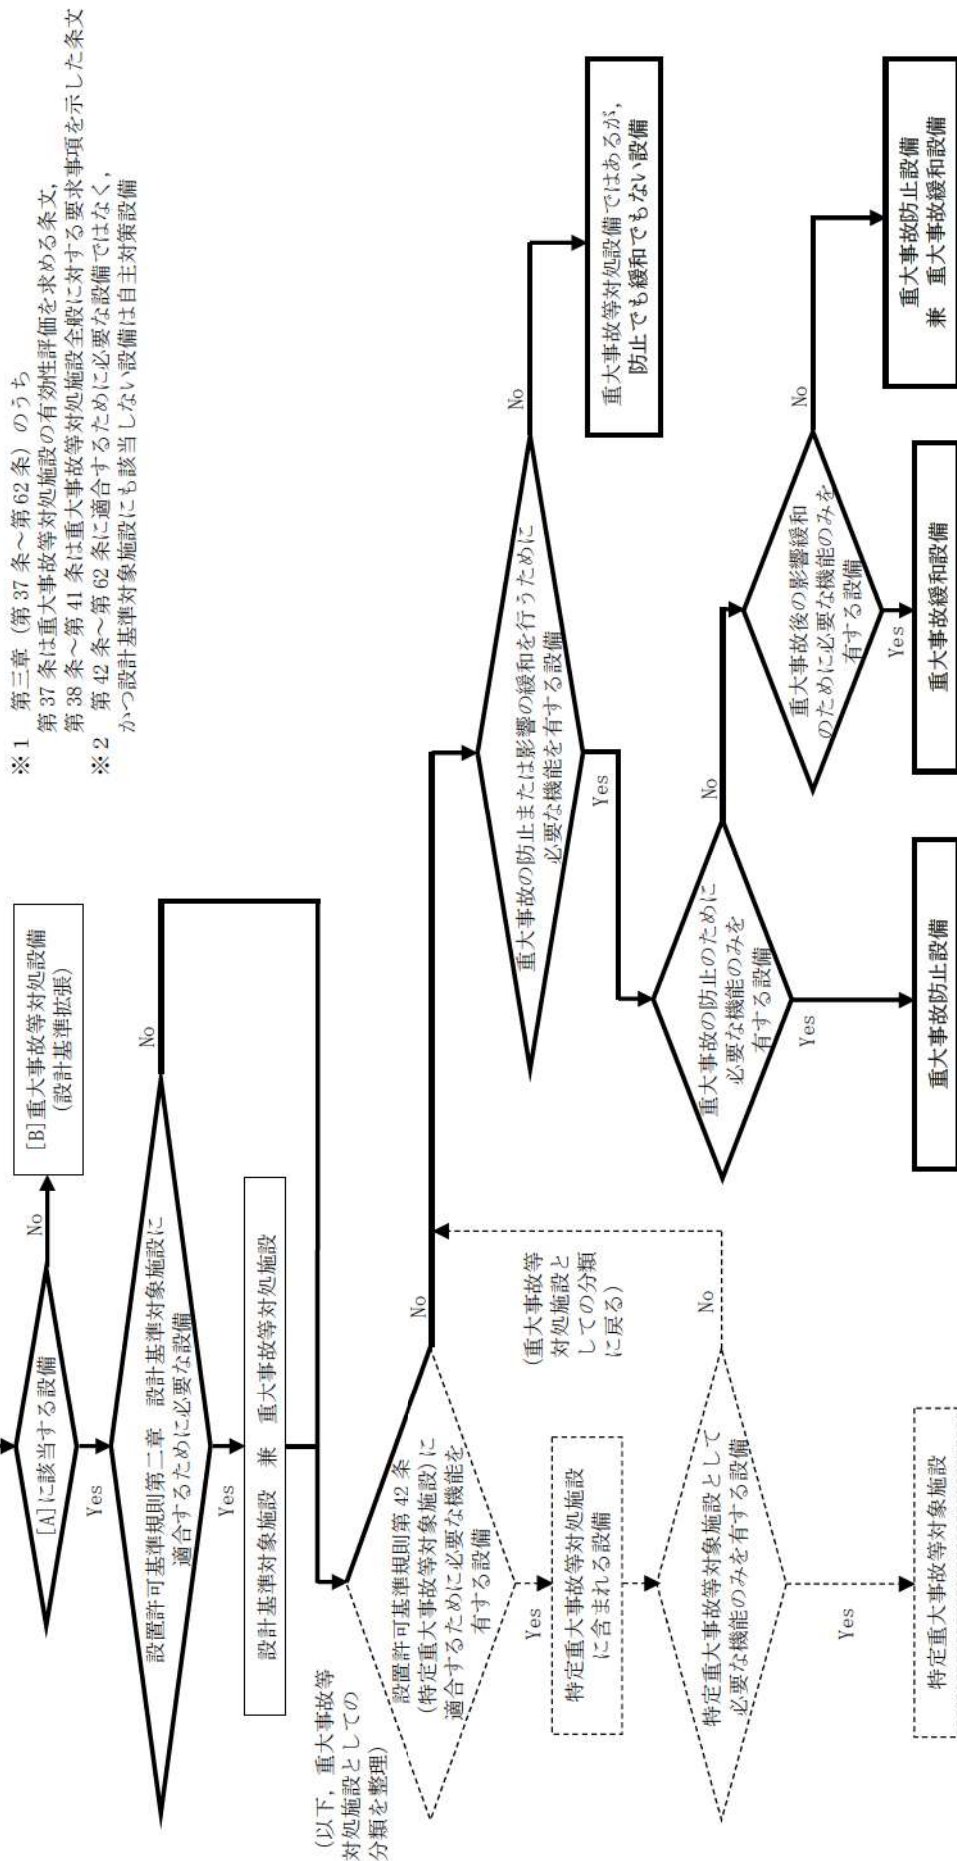 ※1 第三章（第37条～第62条）のうち
第37条は重大事故等対処施設の有効性評価を求める条文，
第38条～第41条は重大事故等対処施設全般に対する要求事項を示した条文
※2 第42条～第62条に適合するために必要な設備ではなく，
かつ設計基準対象施設にも該当しない設備は自主対策設備
[A]に該当する設備
No
[B]重大事故等対処設備
(設計基準拡張)
Yes
設置許可基準規則第二章 設計基準対象施設に
適合するために必要な設備
No
Yes
設計基準対象施設 兼 重大事故等対処施設
(以下，重大事故等
対処施設としての
分類を整理)
設置許可基準規則第42条
(特定重大事故等対象施設)に
適合するために必要な機能を
有する設備
No
Yes
特定重大事故等対処施設
に含まれる設備
(重大事故等
対処施設と
しての分類
に戻る)
特定重大事故等対象施設として
必要な機能のみを有する設備
No
Yes
特定重大事故等対象施設
重大事故の防止または影響の緩和を行うために
必要な機能を有する設備
No
重大事故等対処設備ではあるが，
防止でも緩和でもない設備
Yes
重大事故の防止のために
必要な機能のみを
有する設備
No
Yes
重大事故防止設備
重大事故後の影響緩和
のために必要な機能のみを
有する設備
No
Yes
重大事故緩和設備
重大事故防止設備
兼 重大事故緩和設備